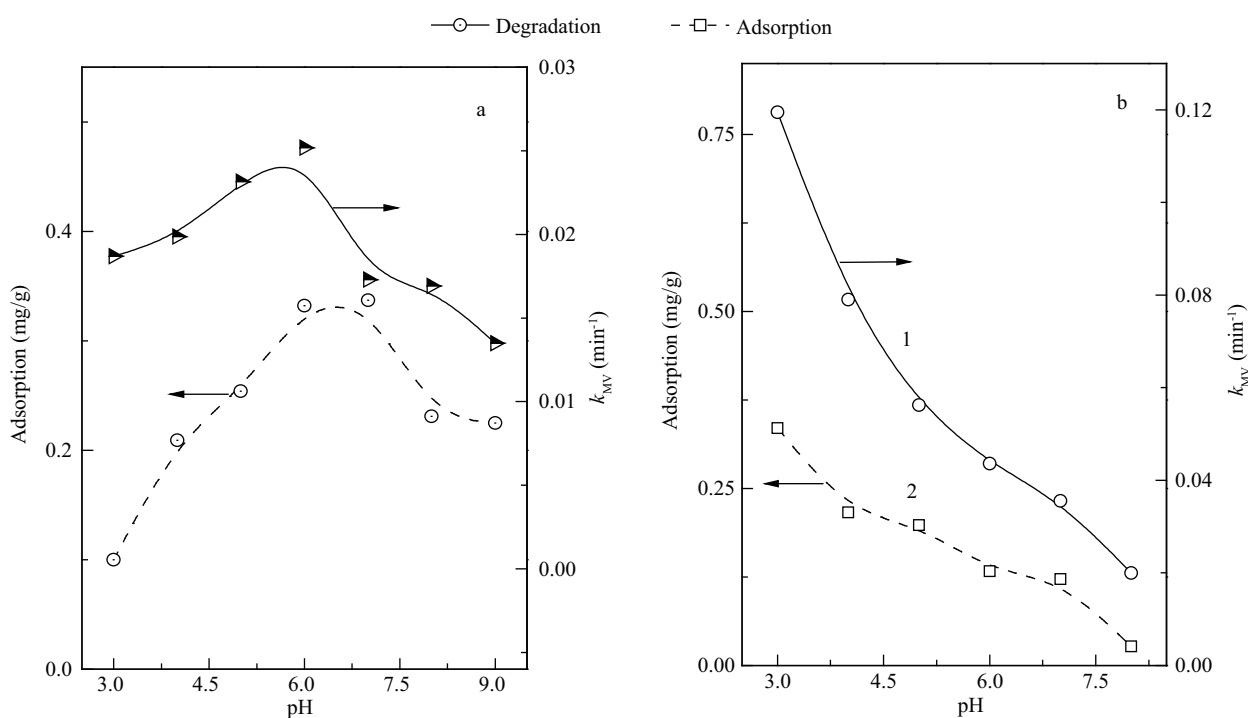 Degradation
Adsorption
a
Adsorption (mg/g)
0.4
0.2
0.0
0.03
0.02
0.01
0.00
k_MV (min⁻¹)
3.0 4.5 6.0 7.5 9.0
pH
b
Adsorption (mg/g)
0.75
0.50
0.25
0.00
1
2
0.12
0.08
0.04
0.00
k_MV (min⁻¹)
3.0 4.5 6.0 7.5
pH